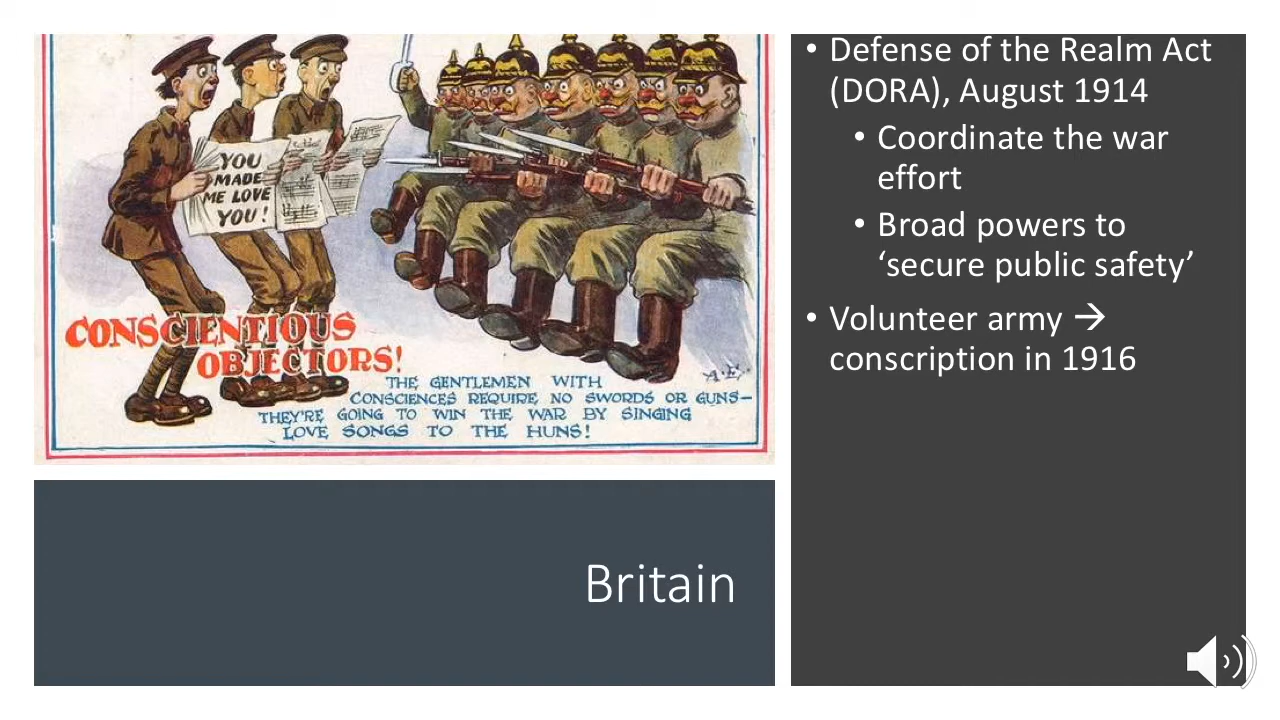 YOU
MADE
ME LOVE
YOU!
CONSCIENTIOUS
OBJECTORS!
THE GENTLEMEN WITH
CONSCIENCES REQUIRE NO SWORDS OR GUNS—
THEY'RE GOING TO WIN THE WAR BY SINGING
LOVE SONGS TO THE HUNS!
A.E.
Britain
• Defense of the Realm Act
(DORA), August 1914
• Coordinate the war
effort
• Broad powers to
‘secure public safety’
• Volunteer army →
conscription in 1916